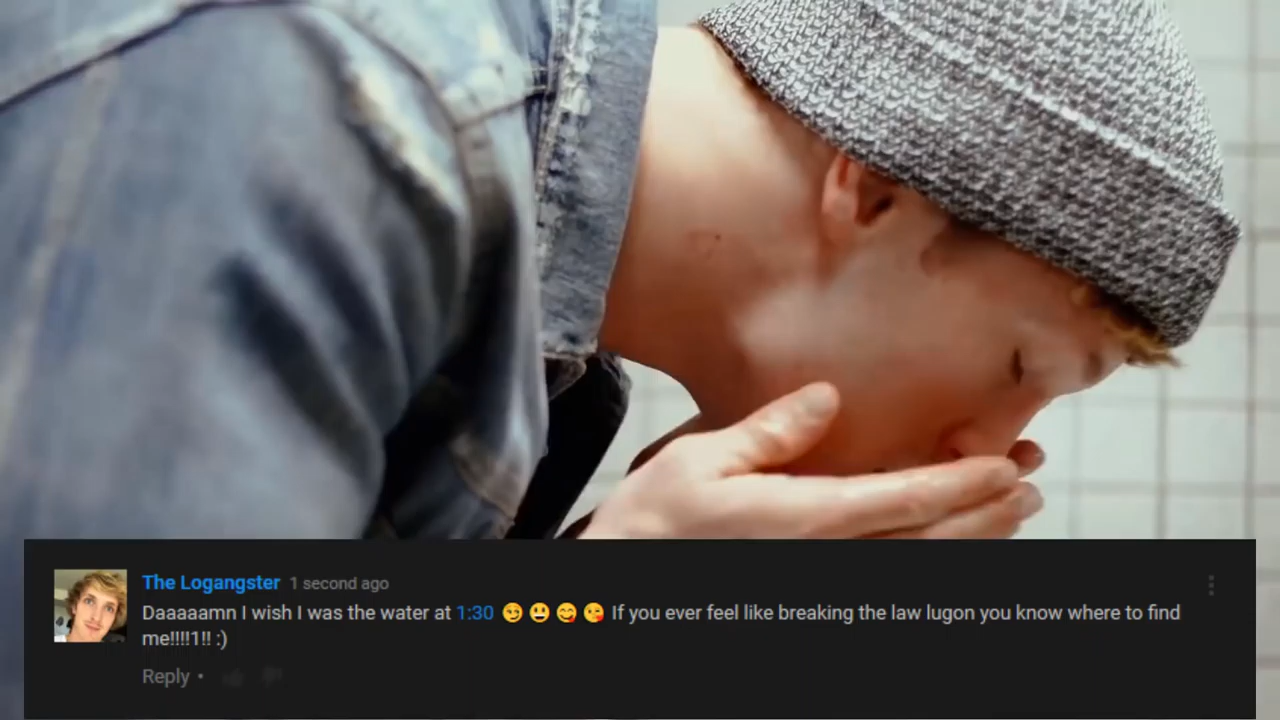 The Logangster 1 second ago
Daaaaamn I wish I was the water at 1:30 😏😃😋😘 If you ever feel like breaking the law lugon you know where to find
me!!!!1!! :)
Reply •